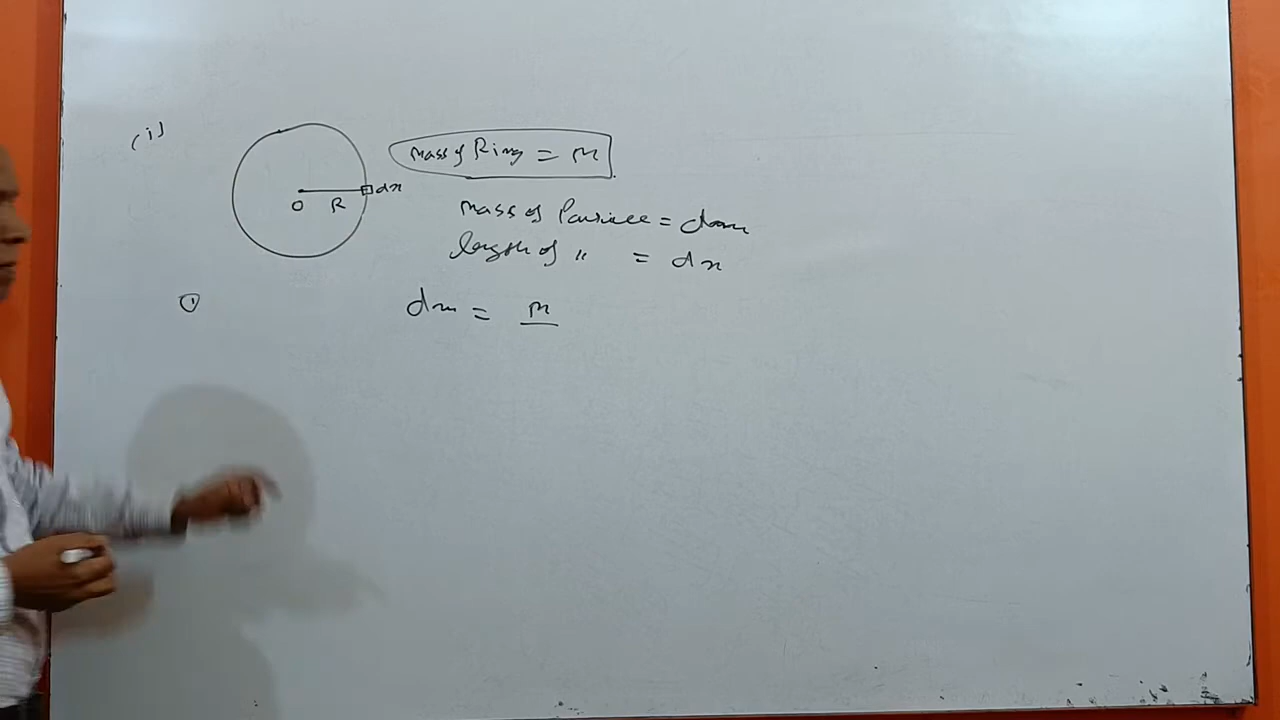 (i)
mass of Ring = M
O R dx
mass of Particle = dm
length of " = dx
① dm = M